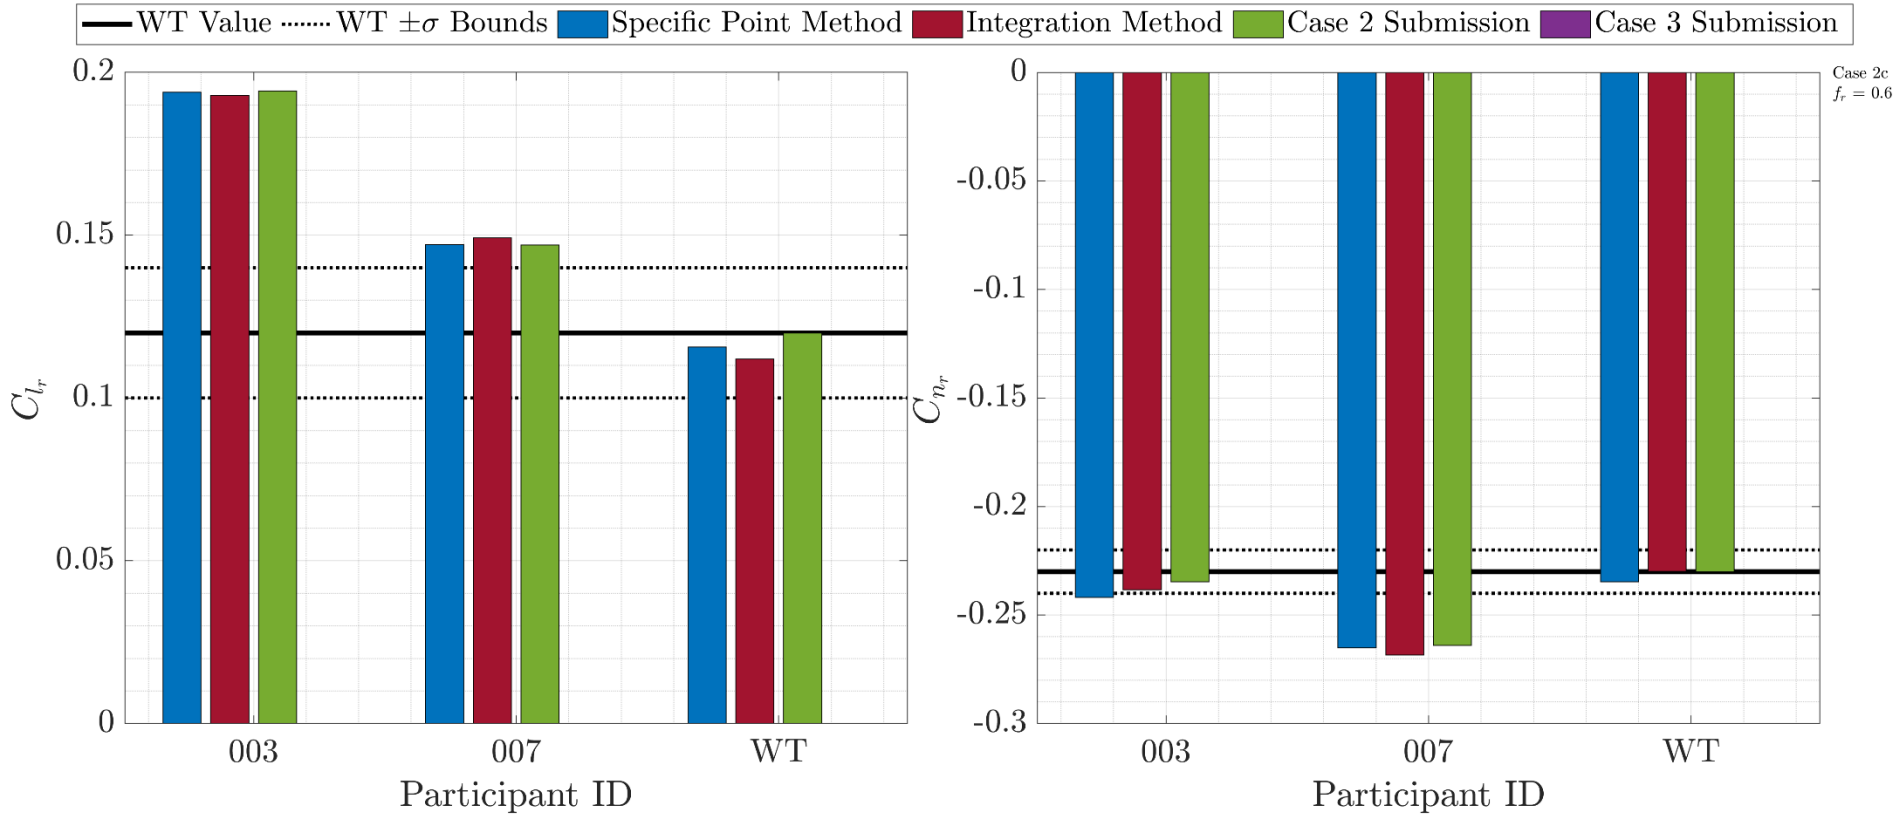 WT Value WT ±σ Bounds Specific Point Method Integration Method Case 2 Submission Case 3 Submission
0.2
0.15
0.1
0.05
0
C_{l_r}
003 007 WT
Participant ID
0
-0.05
-0.1
-0.15
-0.2
-0.25
-0.3
C_{n_r}
003 007 WT
Participant ID
Case 2c
f_r = 0.6